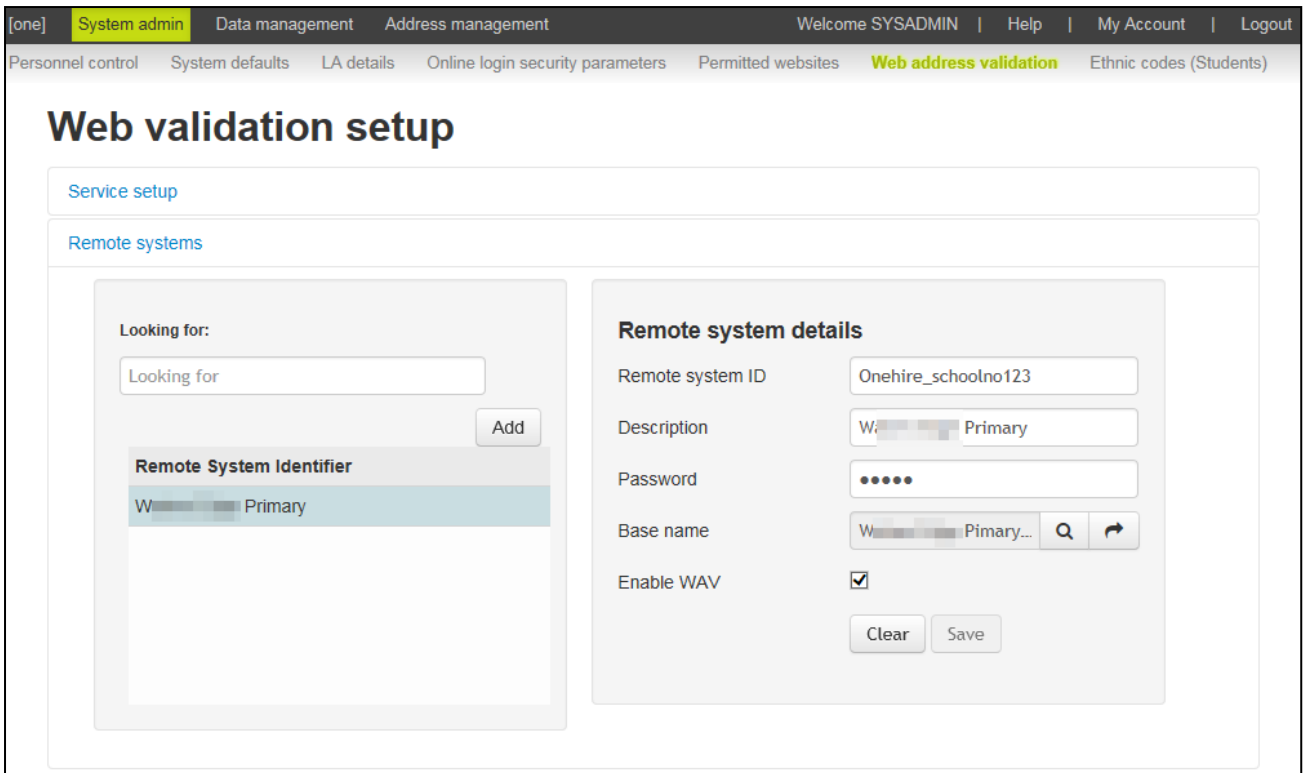 [one] System admin Data management Address management Welcome SYSADMIN | Help | My Account | Logout
Personnel control System defaults LA details Online login security parameters Permitted websites Web address validation Ethnic codes (Students)
Web validation setup
Service setup
Remote systems
Looking for:
Looking for
Add
Remote System Identifier
Primary
Remote system details
Remote system ID Onehire_schoolno123
Description Primary
Password •••••
Base name Pimary...
Enable WAV
Clear Save